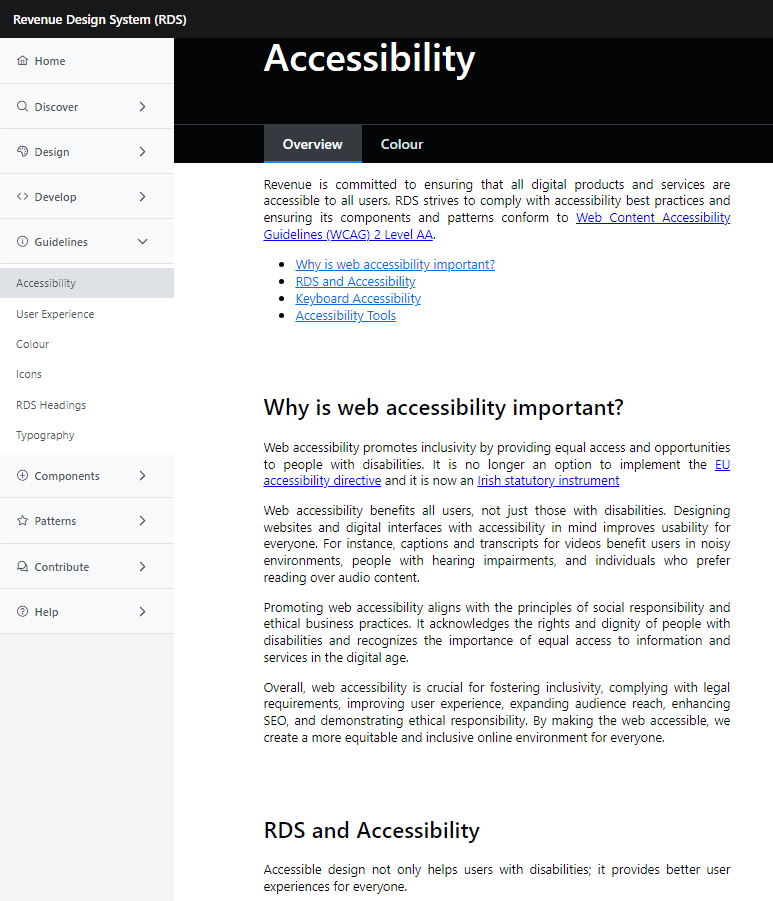 Revenue Design System (RDS)
Home
Discover
Design
Develop
Guidelines
Accessibility
User Experience
Colour
Icons
RDS Headings
Typography
Components
Patterns
Contribute
Help
Accessibility
Overview
Colour
Revenue is committed to ensuring that all digital products and services are
accessible to all users. RDS strives to comply with accessibility best practices and
ensuring its components and patterns conform to Web Content Accessibility
Guidelines (WCAG) 2 Level AA.
Why is web accessibility important?
RDS and Accessibility
Keyboard Accessibility
Accessibility Tools
Why is web accessibility important?
Web accessibility promotes inclusivity by providing equal access and opportunities
to people with disabilities. It is no longer an option to implement the EU
accessibility directive and it is now an Irish statutory instrument
Web accessibility benefits all users, not just those with disabilities. Designing
websites and digital interfaces with accessibility in mind improves usability for
everyone. For instance, captions and transcripts for videos benefit users in noisy
environments, people with hearing impairments, and individuals who prefer
reading over audio content.
Promoting web accessibility aligns with the principles of social responsibility and
ethical business practices. It acknowledges the rights and dignity of people with
disabilities and recognizes the importance of equal access to information and
services in the digital age.
Overall, web accessibility is crucial for fostering inclusivity, complying with legal
requirements, improving user experience, expanding audience reach, enhancing
SEO, and demonstrating ethical responsibility. By making the web accessible, we
create a more equitable and inclusive online environment for everyone.
RDS and Accessibility
Accessible design not only helps users with disabilities; it provides better user
experiences for everyone.